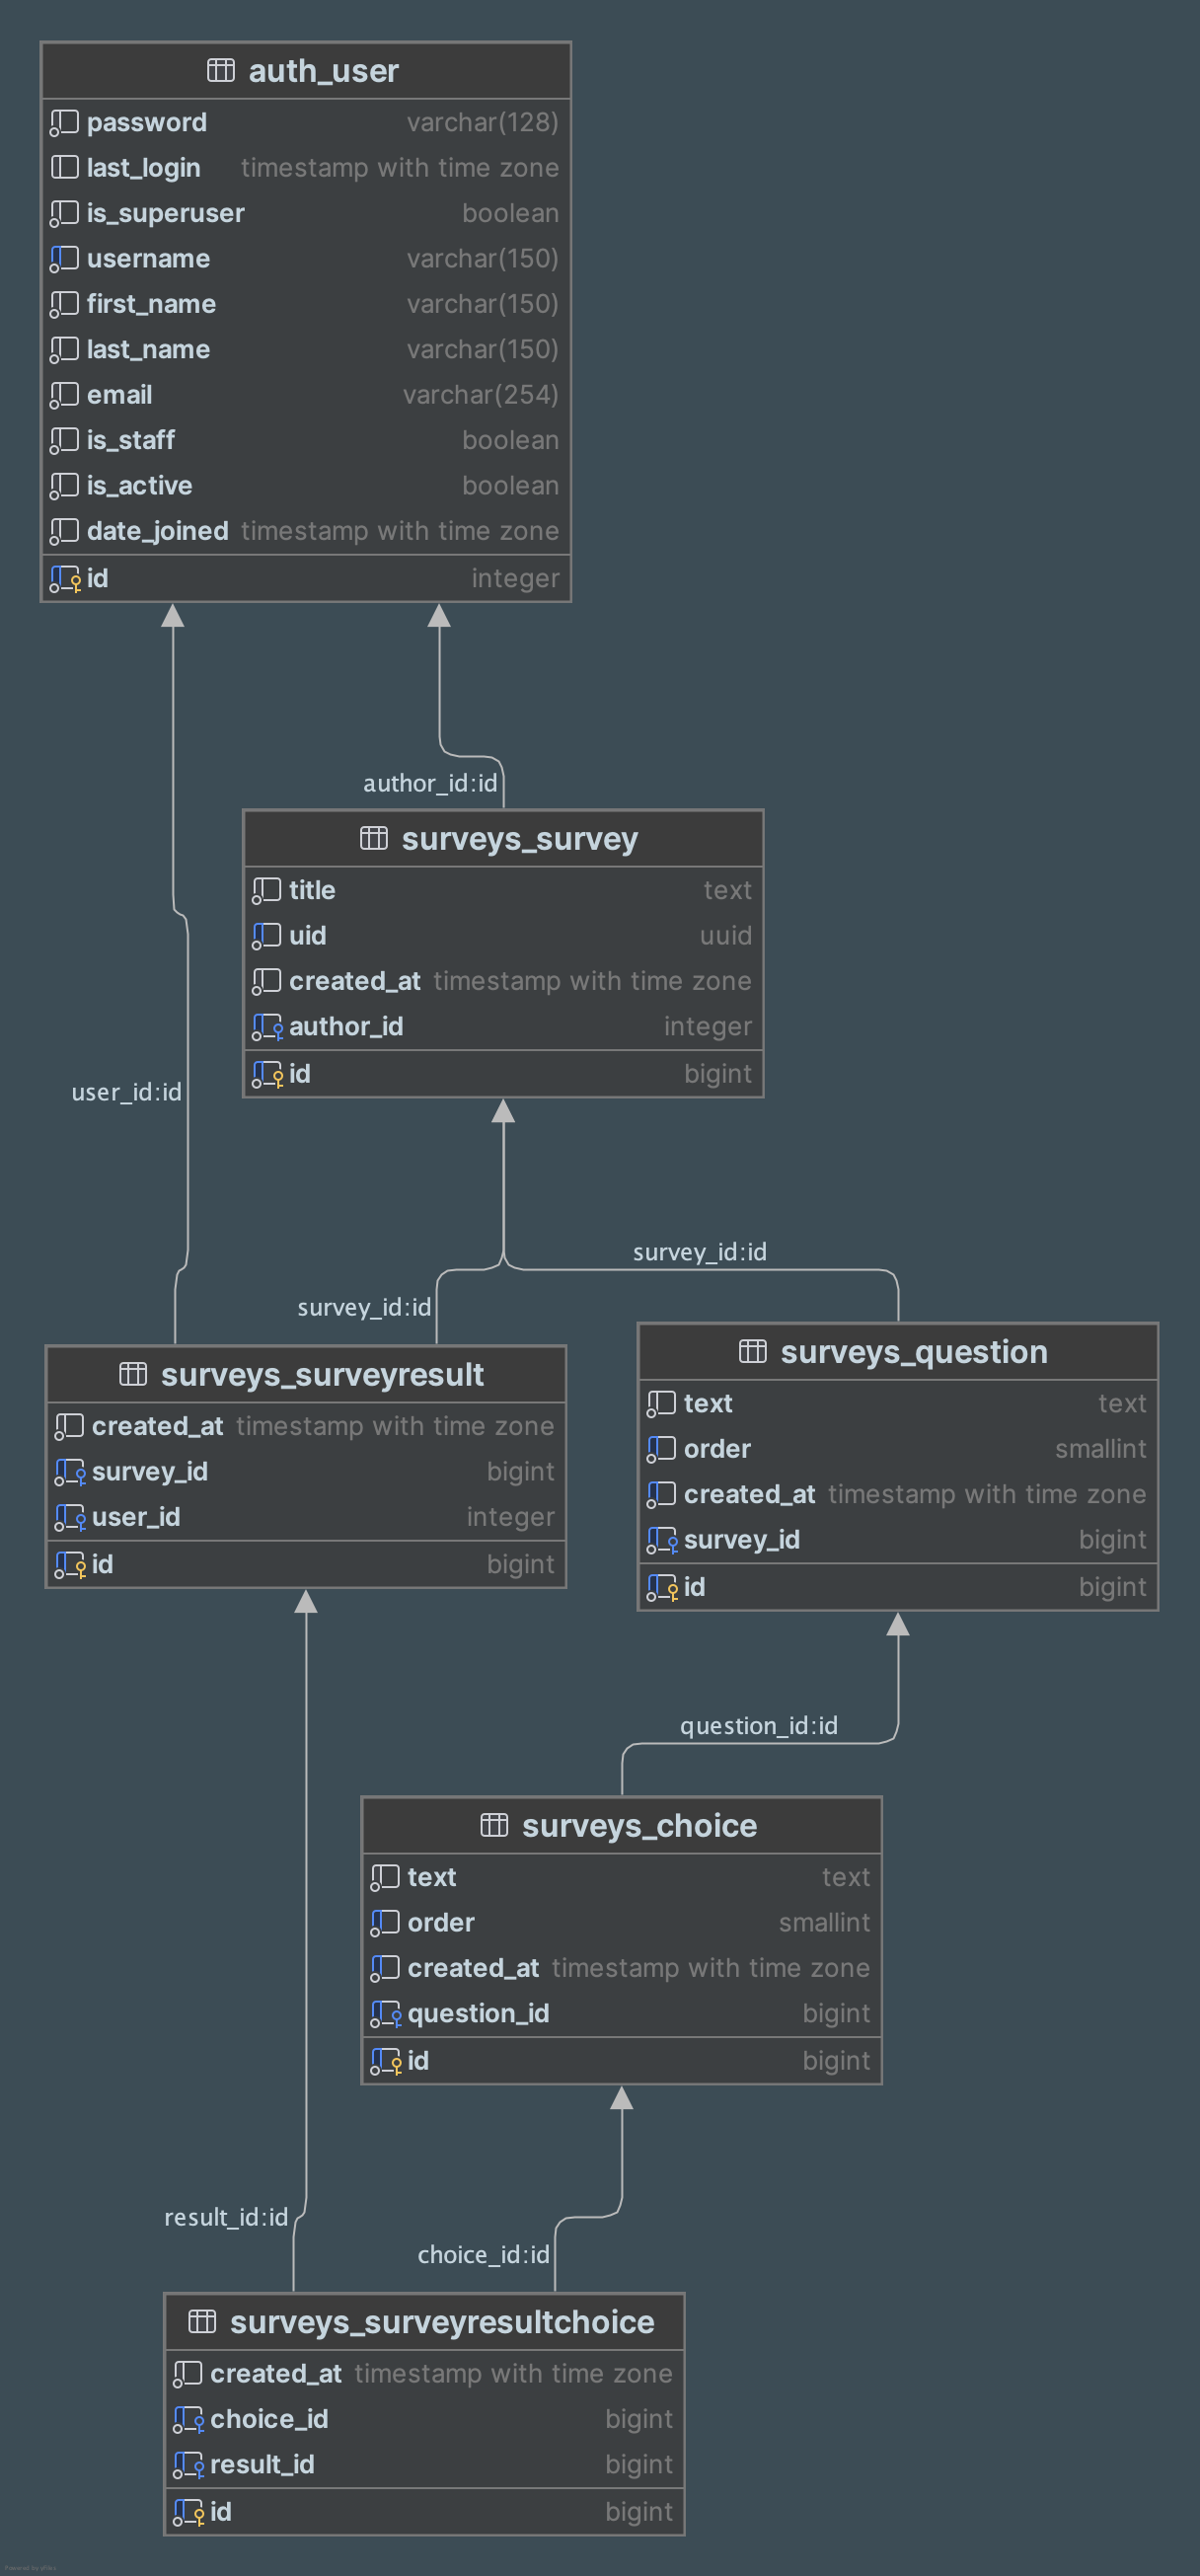 auth_user
password varchar(128)
last_login timestamp with time zone
is_superuser boolean
username varchar(150)
first_name varchar(150)
last_name varchar(150)
email varchar(254)
is_staff boolean
is_active boolean
date_joined timestamp with time zone
id integer
author_id:id
surveys_survey
title text
uid uuid
created_at timestamp with time zone
author_id integer
id bigint
user_id:id
survey_id:id
survey_id:id
surveys_surveyresult
created_at timestamp with time zone
survey_id bigint
user_id integer
id bigint
surveys_question
text text
order smallint
created_at timestamp with time zone
survey_id bigint
id bigint
question_id:id
surveys_choice
text text
order smallint
created_at timestamp with time zone
question_id bigint
id bigint
result_id:id
choice_id:id
surveys_surveyresultchoice
created_at timestamp with time zone
choice_id bigint
result_id bigint
id bigint
Powered by yFiles